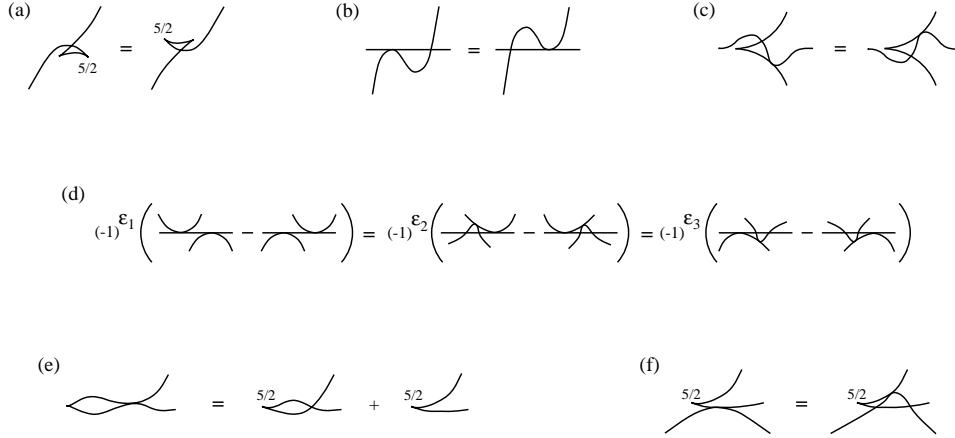 (a) 5/2 = 5/2
(b) =
(c) =
(d) (-1)^ε₁ ( − ) = (-1)^ε₂ ( − ) = (-1)^ε₃ ( − )
(e) = 5/2 + 5/2
(f) 5/2 = 5/2